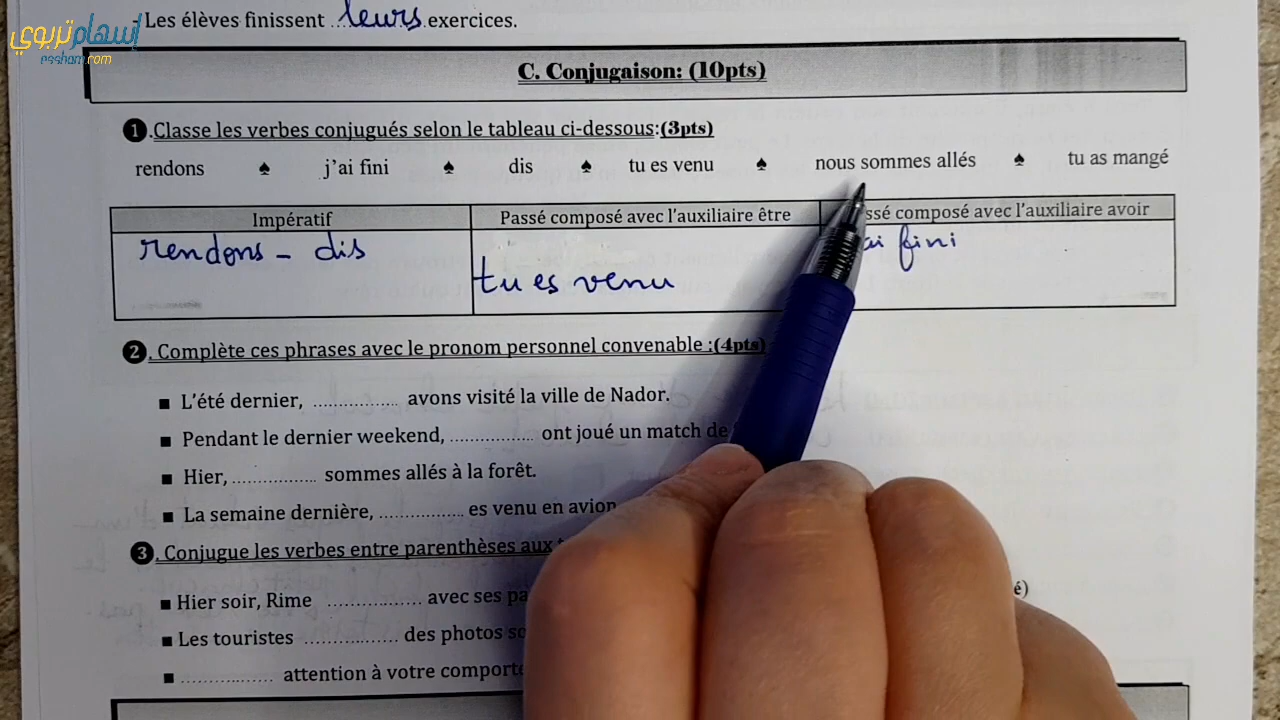 إسهام تربوي
essham.com
- Les élèves finissent ...leurs...exercices.
C. Conjugaison: (10pts)
1.Classe les verbes conjugués selon le tableau ci-dessous:(3pts)
rendons ♠ j'ai fini ♠ dis ♠ tu es venu ♠ nous sommes allés ♠ tu as mangé
Impératif Passé composé avec l'auxiliaire être ssé composé avec l'auxiliaire avoir
rendons - dis ai fini
tu es venu
2. Complète ces phrases avec le pronom personnel convenable :(4pts)
▪ L'été dernier, ................ avons visité la ville de Nador.
▪ Pendant le dernier weekend, ................ ont joué un match de
▪ Hier, ................ sommes allés à la forêt.
▪ La semaine dernière, ................ es venu en avion
3. Conjugue les verbes entre parenthèses aux
▪ Hier soir, Rime .................. avec ses pa é)
▪ Les touristes .................. des photos so
▪ .................. attention à votre comporte